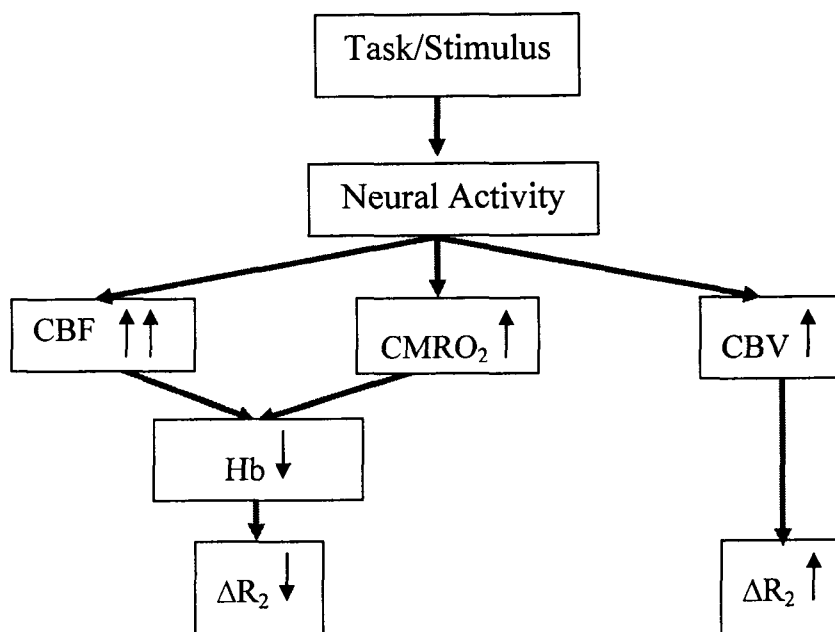 Task/Stimulus
Neural Activity
CBF ↑↑
CMRO₂ ↑
CBV ↑
Hb ↓
ΔR₂ ↓
ΔR₂ ↑